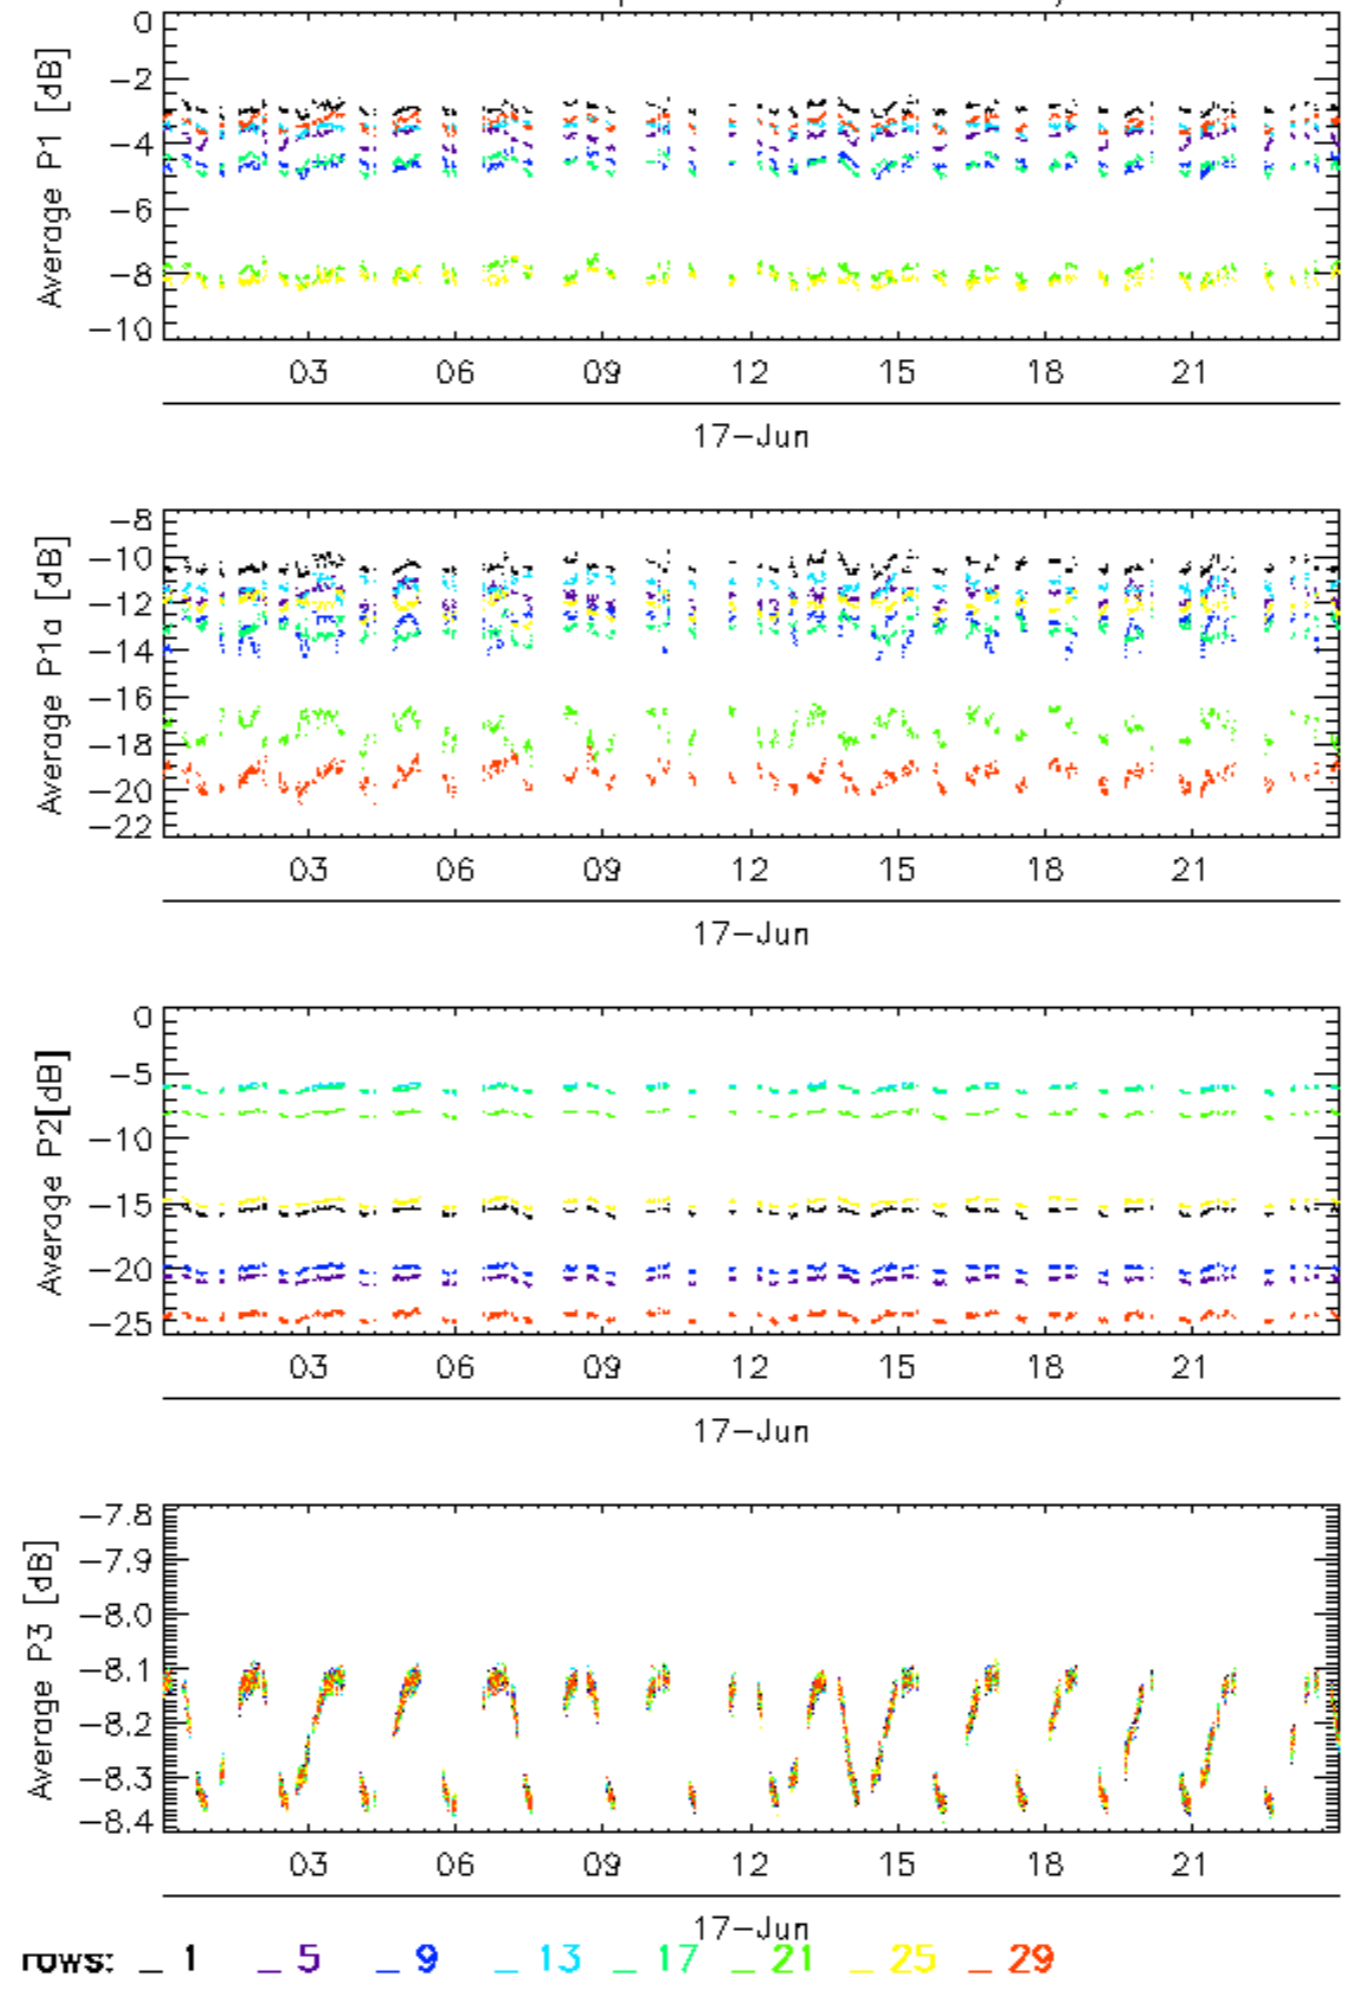 0
−2
−4
−6
−8
−10
Average P1 [dB]
03 06 09 12 15 18 21
17−Jun
−8
−10
−12
−14
−16
−18
−20
−22
Average P1a [dB]
03 06 09 12 15 18 21
17−Jun
0
−5
−10
−15
−20
−25
Average P2[dB]
03 06 09 12 15 18 21
17−Jun
−7.8
−7.9
−8.0
−8.1
−8.2
−8.3
−8.4
Average P3 [dB]
03 06 09 12 15 18 21
17−Jun
rows: _ 1 _ 5 _ 9 _ 13 _ 17 _ 21 _ 25 _ 29